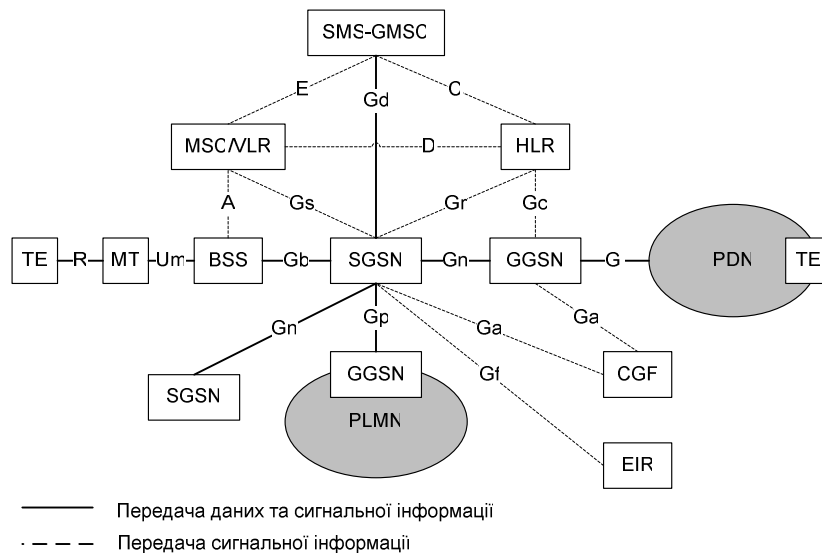 SMS-GMSC
E
Gd
C
MSC/VLR
D
HLR
A
Gs
Gr
Gc
TE
R
MT
Um
BSS
Gb
SGSN
Gn
GGSN
G
PDN
TE
Gn
Gp
Ga
Ga
SGSN
GGSN
Gf
CGF
PLMN
EIR
Передача даних та сигнальної інформації
Передача сигнальної інформації